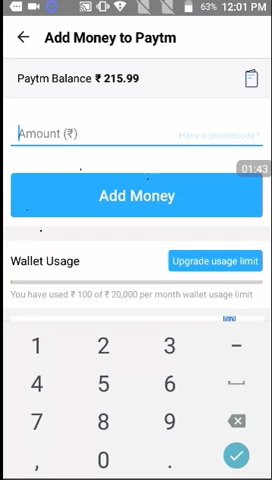 63% 12:01 PM
Add Money to Paytm
Paytm Balance ₹ 215.99
Amount (₹) Have a promocode?
01:43
Add Money
Wallet Usage Upgrade usage limit
You have used ₹ 100 of ₹ 20,000 per month wallet usage limit
1 2 3 -
4 5 6
7 8 9
, 0 .